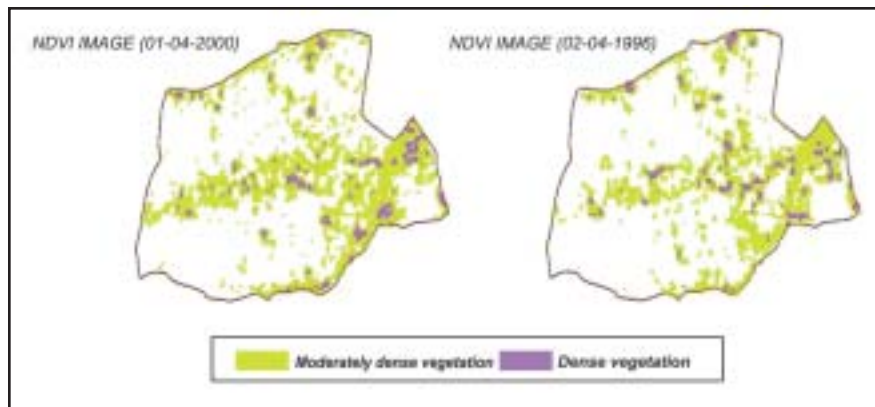 NDVI IMAGE (01-04-2000)
NDVI IMAGE (02-04-1996)
Moderately dense vegetation
Dense vegetation